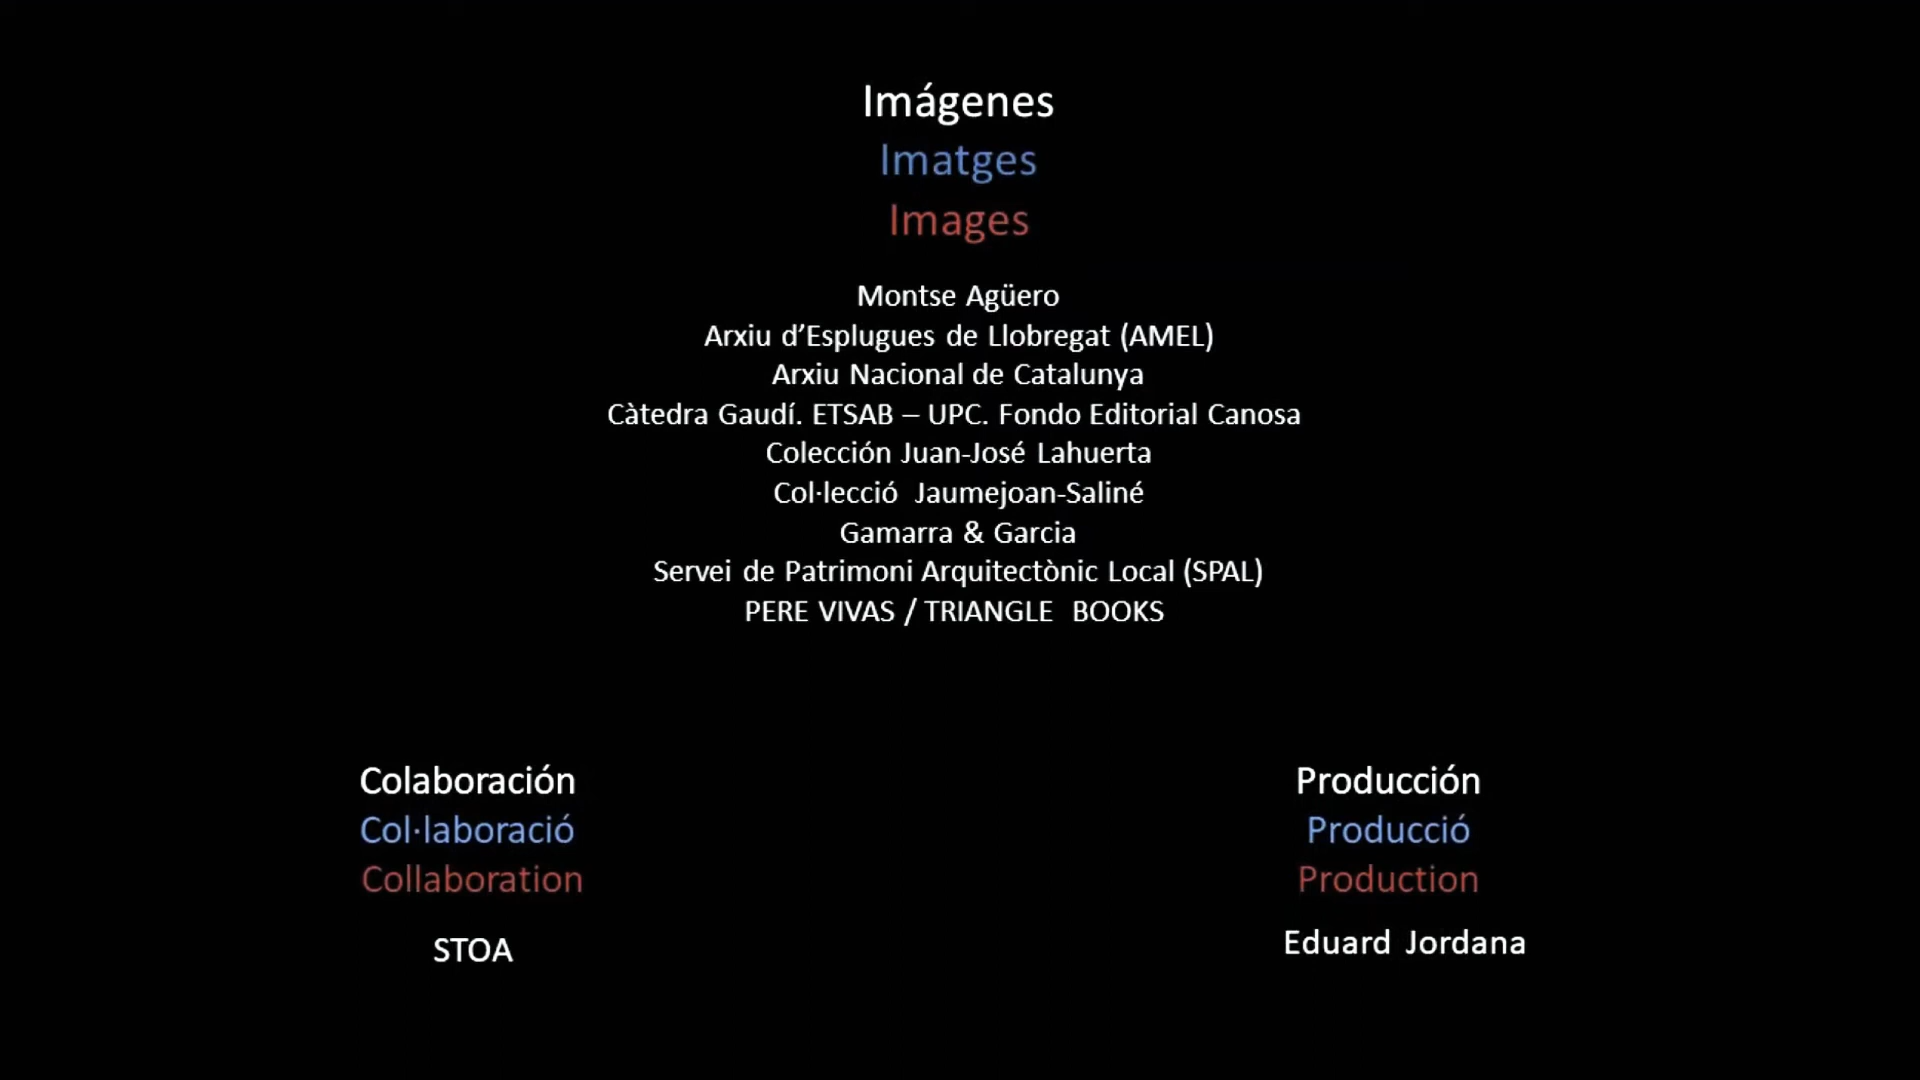 Imágenes
Imatges
Images
Montse Agüero
Arxiu d’Esplugues de Llobregat (AMEL)
Arxiu Nacional de Catalunya
Càtedra Gaudí. ETSAB – UPC. Fondo Editorial Canosa
Colección Juan-José Lahuerta
Col·lecció Jaumejoan-Saliné
Gamarra & Garcia
Servei de Patrimoni Arquitectònic Local (SPAL)
PERE VIVAS / TRIANGLE BOOKS
Colaboración
Col·laboració
Collaboration
STOA
Producción
Producció
Production
Eduard Jordana